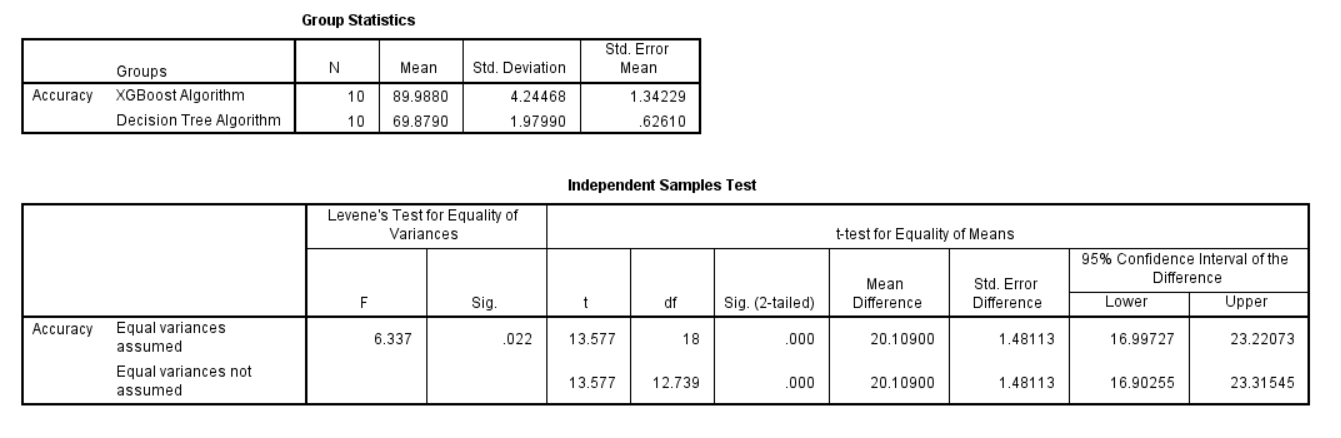 Group Statistics
Groups N Mean Std. Deviation Std. Error Mean
Accuracy XGBoost Algorithm 10 89.9880 4.24468 1.34229
Decision Tree Algorithm 10 69.8790 1.97990 .62610
Independent Samples Test
Levene's Test for Equality of Variances
t-test for Equality of Means
F Sig. t df Sig. (2-tailed) Mean Difference Std. Error Difference
95% Confidence Interval of the Difference
Lower Upper
Accuracy Equal variances assumed 6.337 .022 13.577 18 .000 20.10900 1.48113 16.99727 23.22073
Equal variances not assumed 13.577 12.739 .000 20.10900 1.48113 16.90255 23.31545